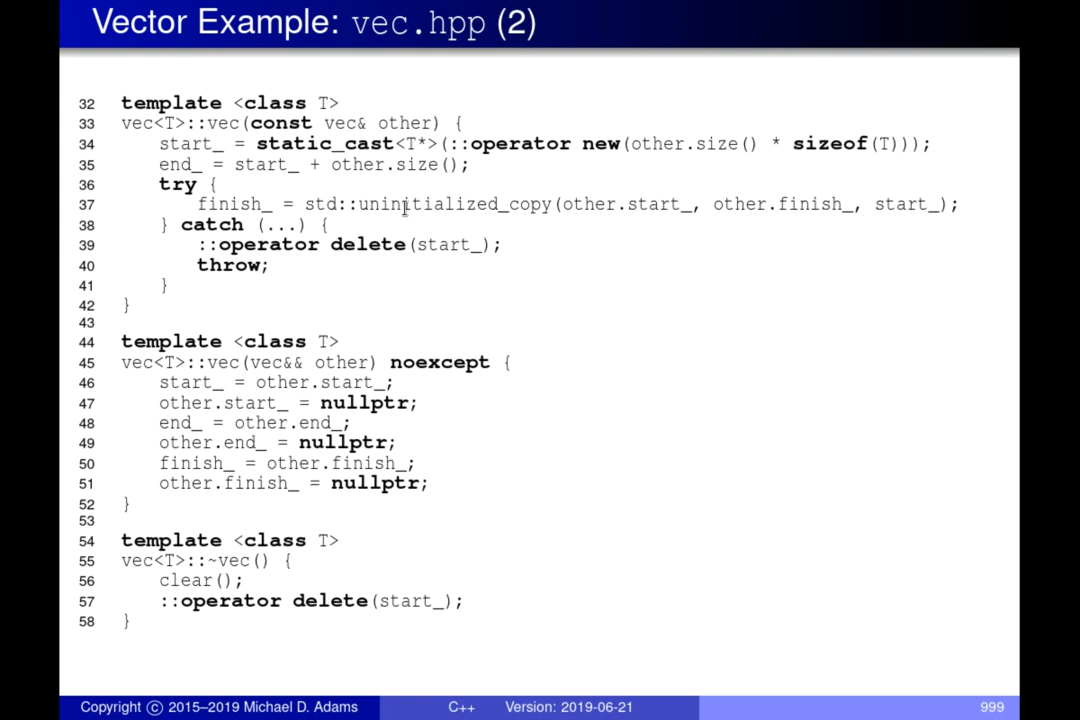 Vector Example: vec.hpp (2)
32 template <class T>
33 vec<T>::vec(const vec& other) {
34 start_ = static_cast<T*>(::operator new(other.size() * sizeof(T)));
35 end_ = start_ + other.size();
36 try {
37 finish_ = std::uninitialized_copy(other.start_, other.finish_, start_);
38 } catch (...) {
39 ::operator delete(start_);
40 throw;
41 }
42 }
43
44 template <class T>
45 vec<T>::vec(vec&& other) noexcept {
46 start_ = other.start_;
47 other.start_ = nullptr;
48 end_ = other.end_;
49 other.end_ = nullptr;
50 finish_ = other.finish_;
51 other.finish_ = nullptr;
52 }
53
54 template <class T>
55 vec<T>::~vec() {
56 clear();
57 ::operator delete(start_);
58 }
Copyright © 2015–2019 Michael D. Adams C++ Version: 2019-06-21 999